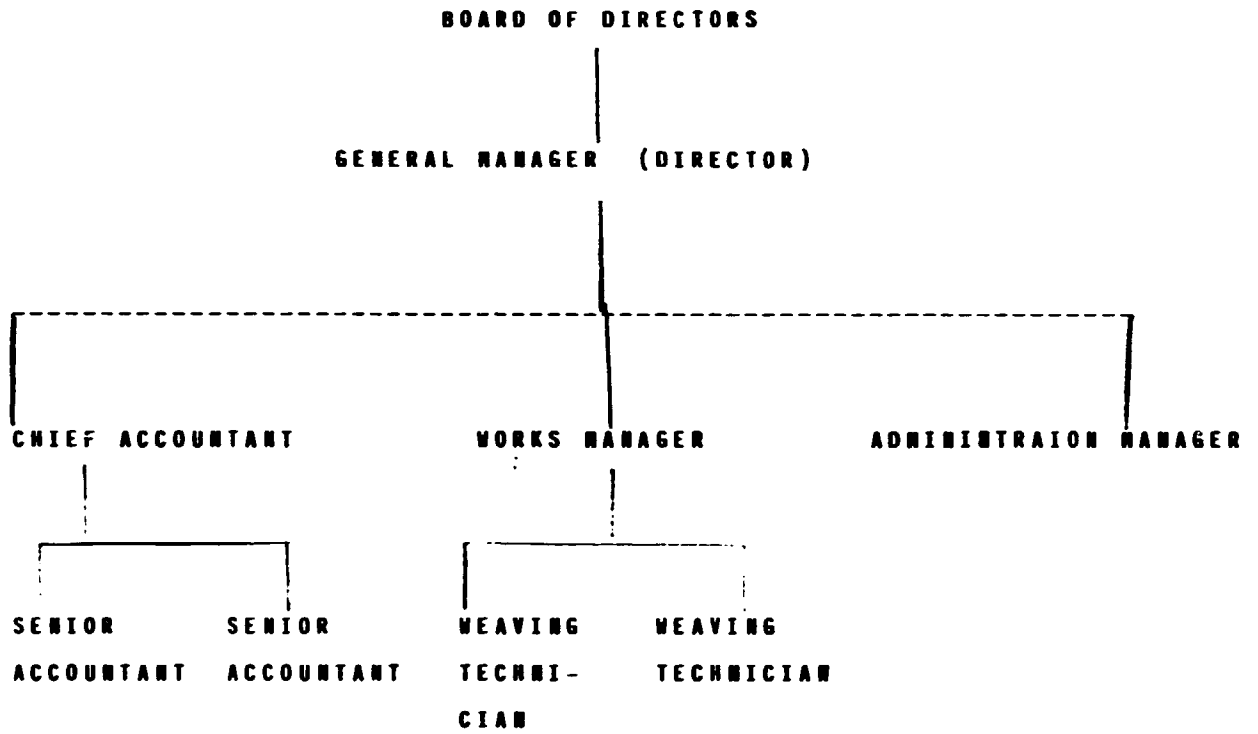 BOARD OF DIRECTORS
GENERAL MANAGER (DIRECTOR)
CHIEF ACCOUNTANT WORKS MANAGER ADMINIMTRAION MANAGER
SENIOR SENIOR WEAVING WEAVING
ACCOUNTANT ACCOUNTANT TECHNI- TECHNICIAN
CIAN